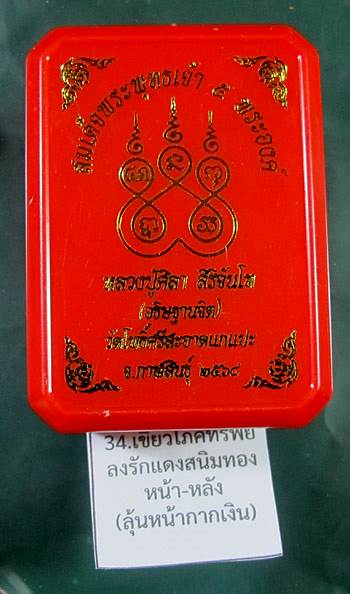 สมเด็จพระพุทธเจ้า ๕ พระองค์
หลวงปู่ศิลา สิริจันโท
(อธิษฐานจิต)
วัดโพธิ์ศรีสะอาดแกแปะ
จ.กาฬสินธุ์ ๒๕๖๘
34.เขียวโภคทรัพย์
ลงรักแดงสนิมทอง
หน้า-หลัง
(ลุ้นหน้ากากเงิน)